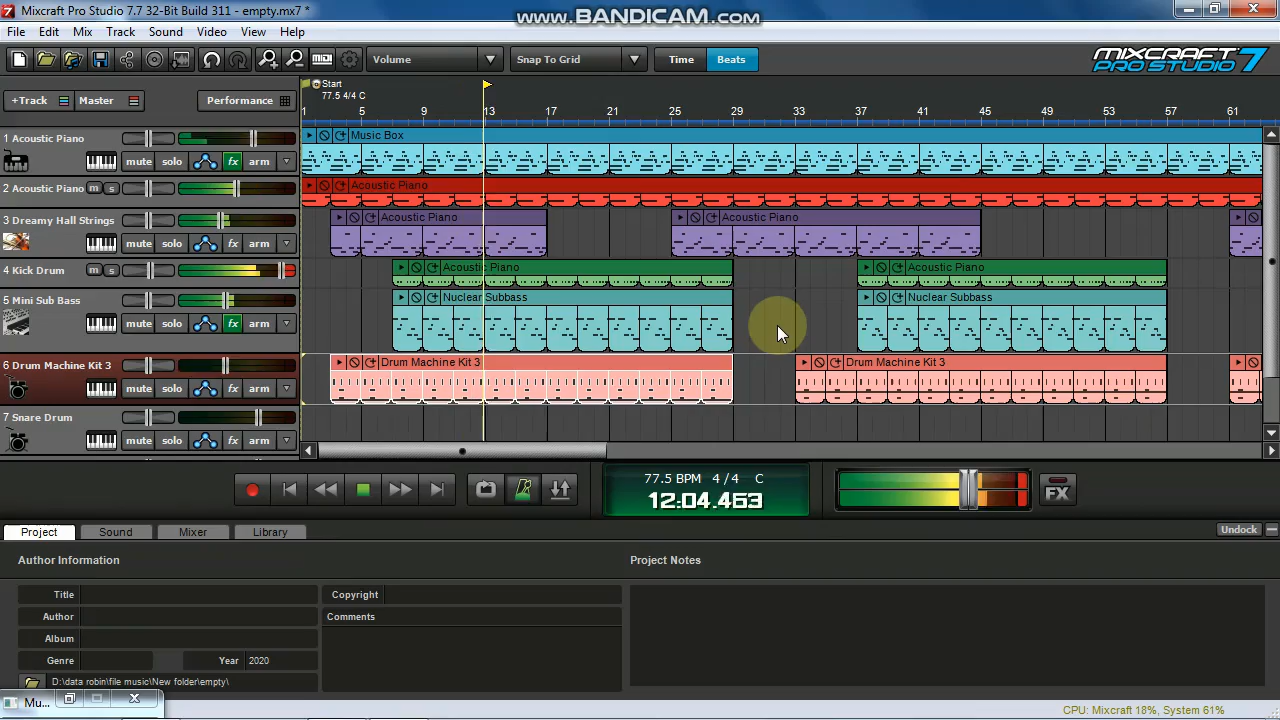 Mixcraft Pro Studio 7.7 32-Bit Build 311 - empty.mx7 *
www.BANDICAM.com
File Edit Mix Track Sound Video View Help
Volume Snap To Grid Time Beats
MIXCRAFT PRO STUDIO 7
+Track Master Performance
Start
77.5 4/4 C
1 5 9 13 17 21 25 29 33 37 41 45 49 53 57 61
1 Acoustic Piano
mute solo fx arm
Music Box
2 Acoustic Piano m s
Acoustic Piano
3 Dreamy Hall Strings
mute solo fx arm
Acoustic Piano Acoustic Piano
4 Kick Drum m s
Acoustic Piano Acoustic Piano
5 Mini Sub Bass
mute solo fx arm
Nuclear Subbass Nuclear Subbass
6 Drum Machine Kit 3
mute solo fx arm
Drum Machine Kit 3 Drum Machine Kit 3
7 Snare Drum
mute solo fx arm
77.5 BPM 4 / 4 C
12:04.463
FX
Project Sound Mixer Library Undock
Author Information Project Notes
Title Copyright
Author Comments
Album
Genre Year 2020
D:\data robin\file music\New folder\empty\
Mu...
CPU: Mixcraft 18%, System 61%